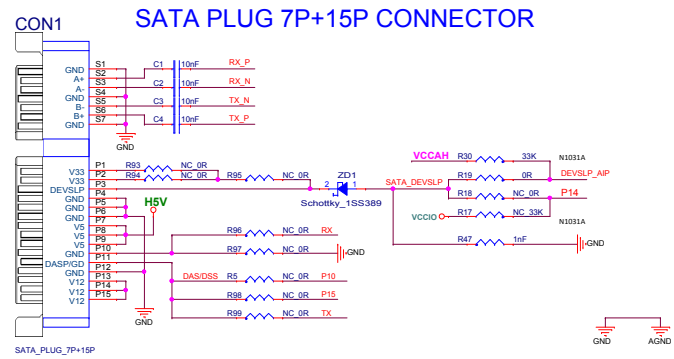 SATA PLUG 7P+15P CONNECTOR
CON1
GND S1 C1 10nF RX_P
A+ S2
A- S3 C2 10nF RX_N
GND S4
B- S5 C3 10nF TX_N
B+ S6
GND S7 C4 10nF TX_P
GND
V33 P1 R93 NC_0R
V33 P2 R94 NC_0R R95 NC_0R
DEVSLP P3
GND P4
GND P5
GND P6
V5 P7
V5 P8
V5 P9
GND P10
DASP/GD P11
GND P12
V12 P13
V12 P14
V12 P15
H5V
ZD1
2 1
Schottky_1SS389
SATA_DEVSLP
VCCAH R30 33K N1031A
R19 0R DEVSLP_AIP
R18 NC_0R P14
VCCIO R17 NC_33K
N1031A
R47 1nF GND
R96 NC_0R RX
R97 NC_0R GND
DAS/DSS R5 NC_0R P10
R98 NC_0R P15
R99 NC_0R TX
GND
GND AGND
SATA_PLUG_7P+15P